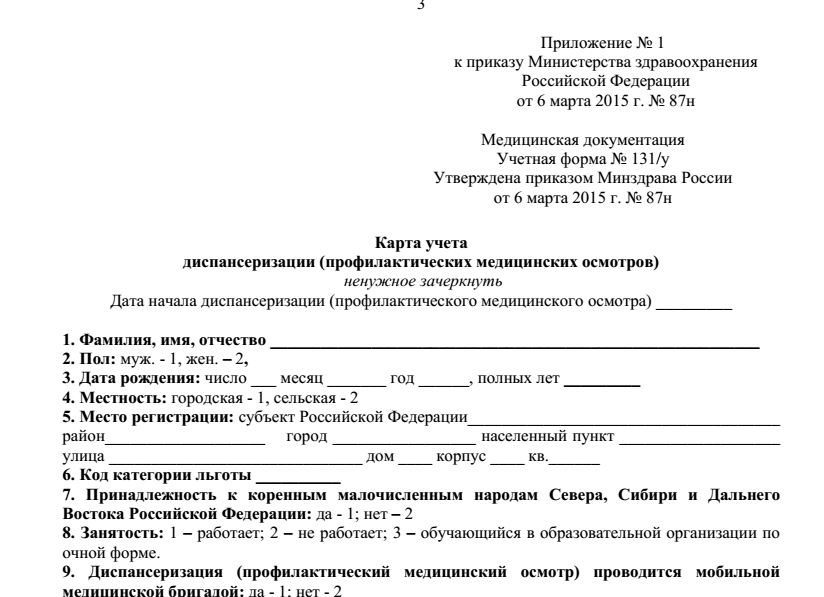 3
Приложение № 1
к приказу Министерства здравоохранения
Российской Федерации
от 6 марта 2015 г. № 87н
Медицинская документация
Учетная форма № 131/у
Утверждена приказом Минздрава России
от 6 марта 2015 г. № 87н
Карта учета
диспансеризации (профилактических медицинских осмотров)
ненужное зачеркнуть
Дата начала диспансеризации (профилактического медицинского осмотра) _________
1. Фамилия, имя, отчество _____________________________________________________________
2. Пол: муж. - 1, жен. – 2,
3. Дата рождения: число ___ месяц _______ год ______, полных лет _________
4. Местность: городская - 1, сельская - 2
5. Место регистрации: субъект Российской Федерации_______________________________________
район____________________ город __________________ населенный пункт ____________________
улица ________________________________ дом ____ корпус ____ кв.______
6. Код категории льготы __________
7. Принадлежность к коренным малочисленным народам Севера, Сибири и Дальнего
Востока Российской Федерации: да - 1; нет – 2
8. Занятость: 1 – работает; 2 – не работает; 3 – обучающийся в образовательной организации по
очной форме.
9. Диспансеризация (профилактический медицинский осмотр) проводится мобильной
медицинской бригадой: да - 1; нет - 2